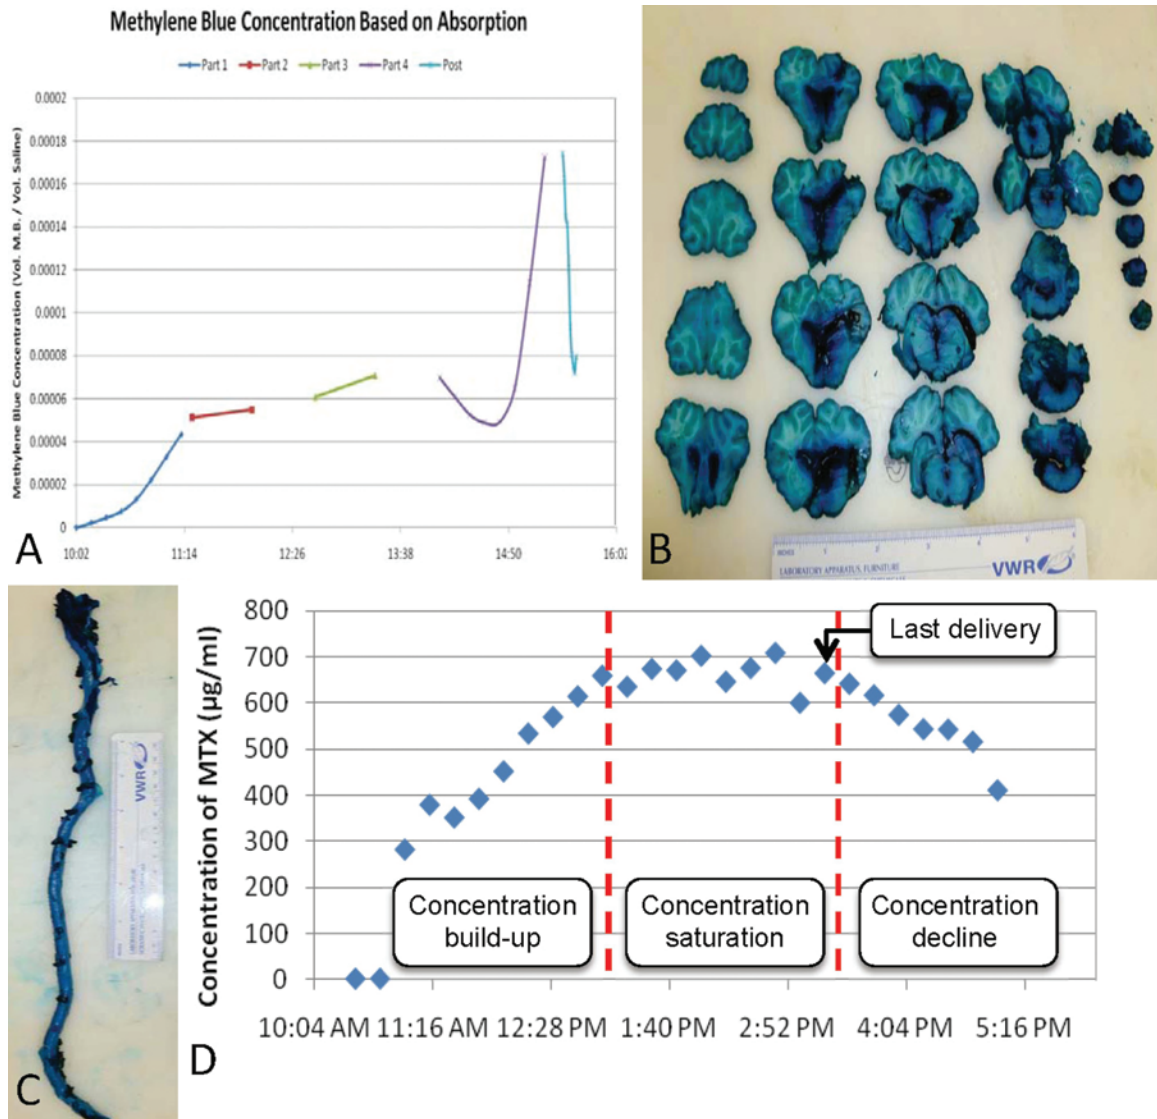 Methylene Blue Concentration Based on Absorption
Part 1 Part 2 Part 3 Part 4 Post
Methylene Blue Concentration (Vol. M.B. / Vol. Saline)
0.0002
0.00018
0.00016
0.00014
0.00012
0.0001
0.00008
0.00006
0.00004
0.00002
0
10:02 11:14 12:26 13:38 14:50 16:02
A
LABORATORY APPARATUS, FURNITURE
VWR
B
VWR
C
Concentration of MTX (µg/ml)
800
700
600
500
400
300
200
100
0
Last delivery
Concentration
build-up
Concentration
saturation
Concentration
decline
10:04 AM 11:16 AM 12:28 PM 1:40 PM 2:52 PM 4:04 PM 5:16 PM
D